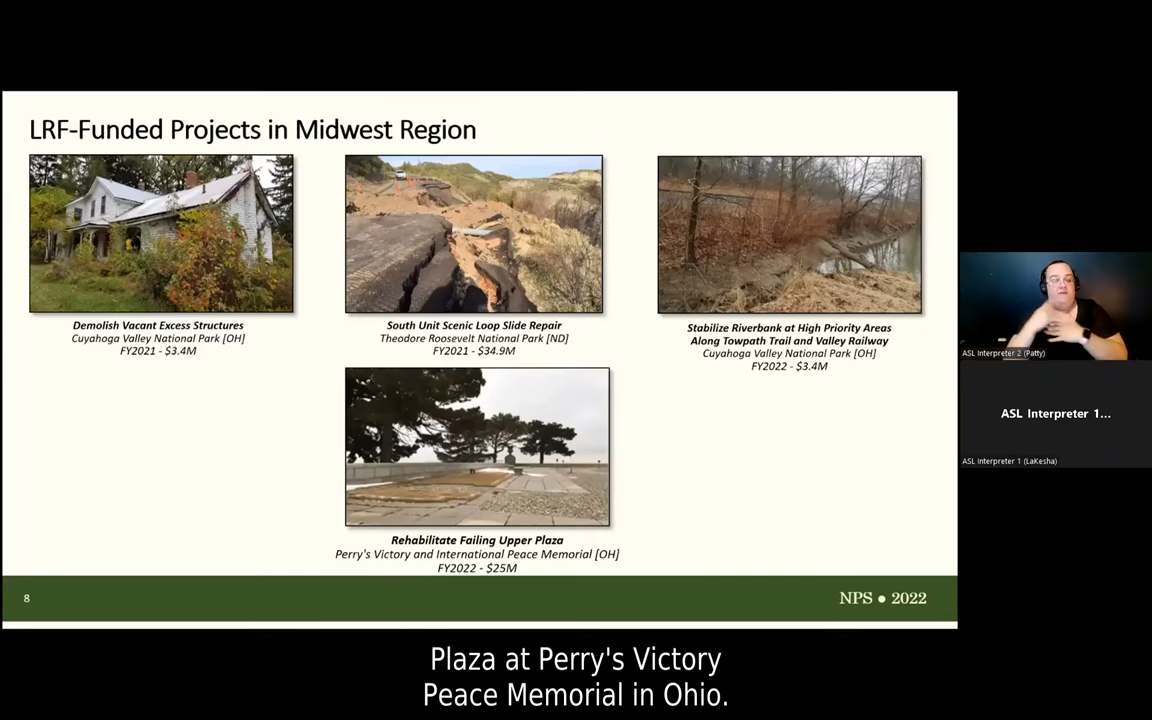 LRF-Funded Projects in Midwest Region
Demolish Vacant Excess Structures
Cuyahoga Valley National Park [OH]
FY2021 - $3.4M
South Unit Scenic Loop Slide Repair
Theodore Roosevelt National Park [ND]
FY2021 - $34.9M
Stabilize Riverbank at High Priority Areas
Along Towpath Trail and Valley Railway
Cuyahoga Valley National Park [OH]
FY2022 - $3.4M
Rehabilitate Failing Upper Plaza
Perry's Victory and International Peace Memorial [OH]
FY2022 - $25M
8
NPS ● 2022
ASL Interpreter 2 (Patty)
ASL Interpreter 1...
ASL Interpreter 1 (LaKesha)
Plaza at Perry's Victory
Peace Memorial in Ohio.